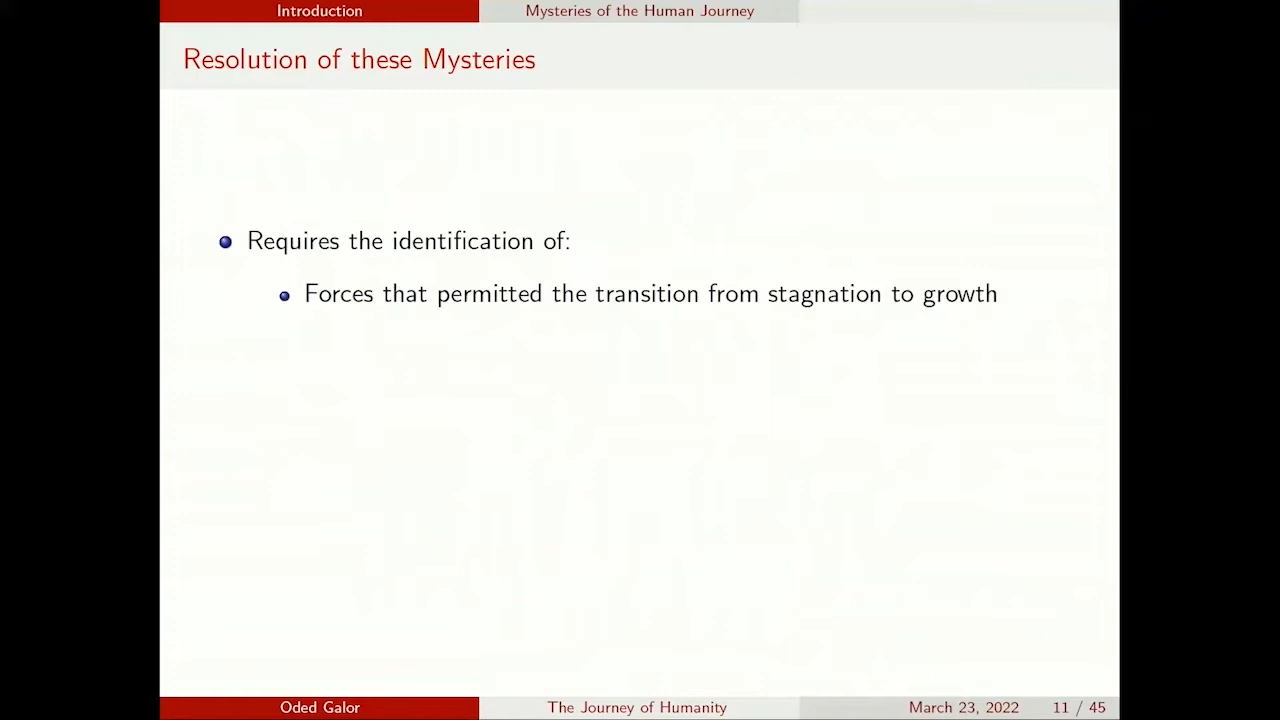 Introduction
Mysteries of the Human Journey
Resolution of these Mysteries
Requires the identification of:
Forces that permitted the transition from stagnation to growth
Oded Galor
The Journey of Humanity
March 23, 2022
11 / 45